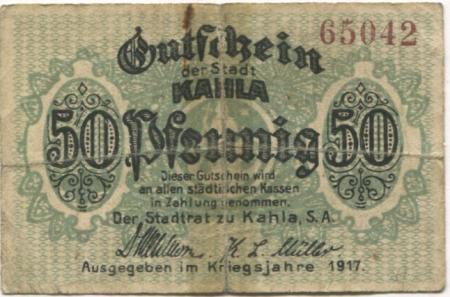 65042
Gutschein
der Stadt
KAHLA
50 Pfennig 50
Dieser Gutschein wird
an allen städtischen Kassen
in Zahlung genommen.
Der Stadtrat zu Kahla, S.A.
Müller
Ausgegeben im Kriegsjahre 1917.